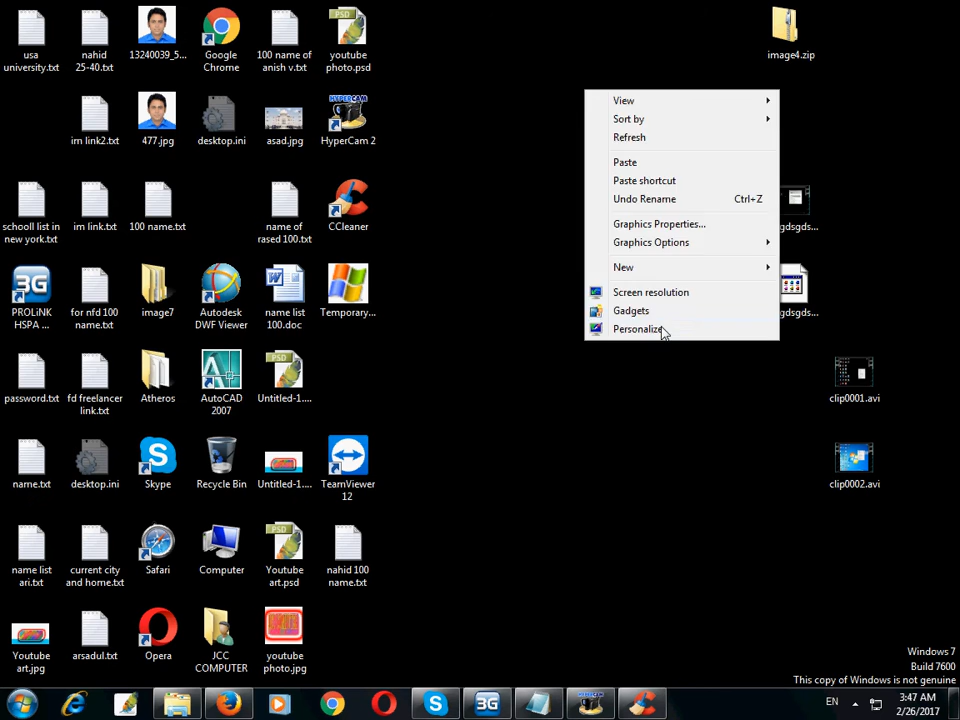 usa
university.txt
nahid
25-40.txt
13240039_5...
Google
Chrome
100 name of
anish v.txt
youtube
photo.psd
image4.zip
im link2.txt
477.jpg
desktop.ini
asad.jpg
HyperCam 2
View
Sort by
Refresh
Paste
Paste shortcut
Undo Rename Ctrl+Z
Graphics Properties...
Graphics Options
New
Screen resolution
Gadgets
Personalize
schooll list in
new york.txt
im link.txt
100 name.txt
name of
rased 100.txt
CCleaner
gdsgds...
PROLiNK
HSPA ...
for nfd 100
name.txt
image7
Autodesk
DWF Viewer
name list
100.doc
Temporary...
gdsgds...
password.txt
fd freelancer
link.txt
Atheros
AutoCAD
2007
Untitled-1....
clip0001.avi
name.txt
desktop.ini
Skype
Recycle Bin
Untitled-1....
TeamViewer
12
clip0002.avi
name list
ari.txt
current city
and home.txt
Safari
Computer
Youtube
art.psd
nahid 100
name.txt
Youtube
art.jpg
arsadul.txt
Opera
JCC
COMPUTER
youtube
photo.jpg
Windows 7
Build 7600
This copy of Windows is not genuine
EN
3:47 AM
2/26/2017